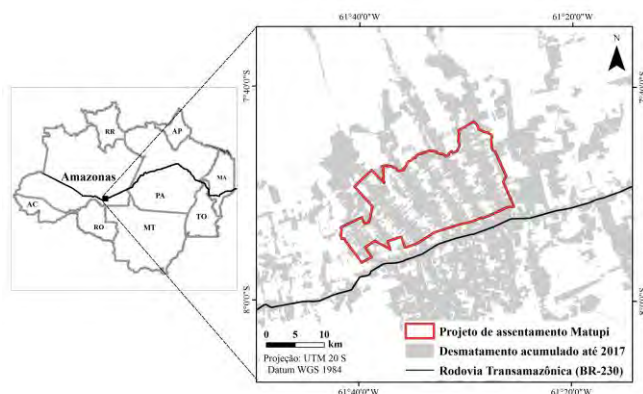 RR
AP
Amazonas
MA
PA
AC
RO
MT
TO
61°40'0"W
61°20'0"W
N
7°40'0"S
7°40'0"S
8°0'0"S
8°0'0"S
0 5 10
km
Projeção: UTM 20 S
Datum WGS 1984
Projeto de assentamento Matupi
Desmatamento acumulado até 2017
Rodovia Transamazônica (BR-230)
61°40'0"W
61°20'0"W